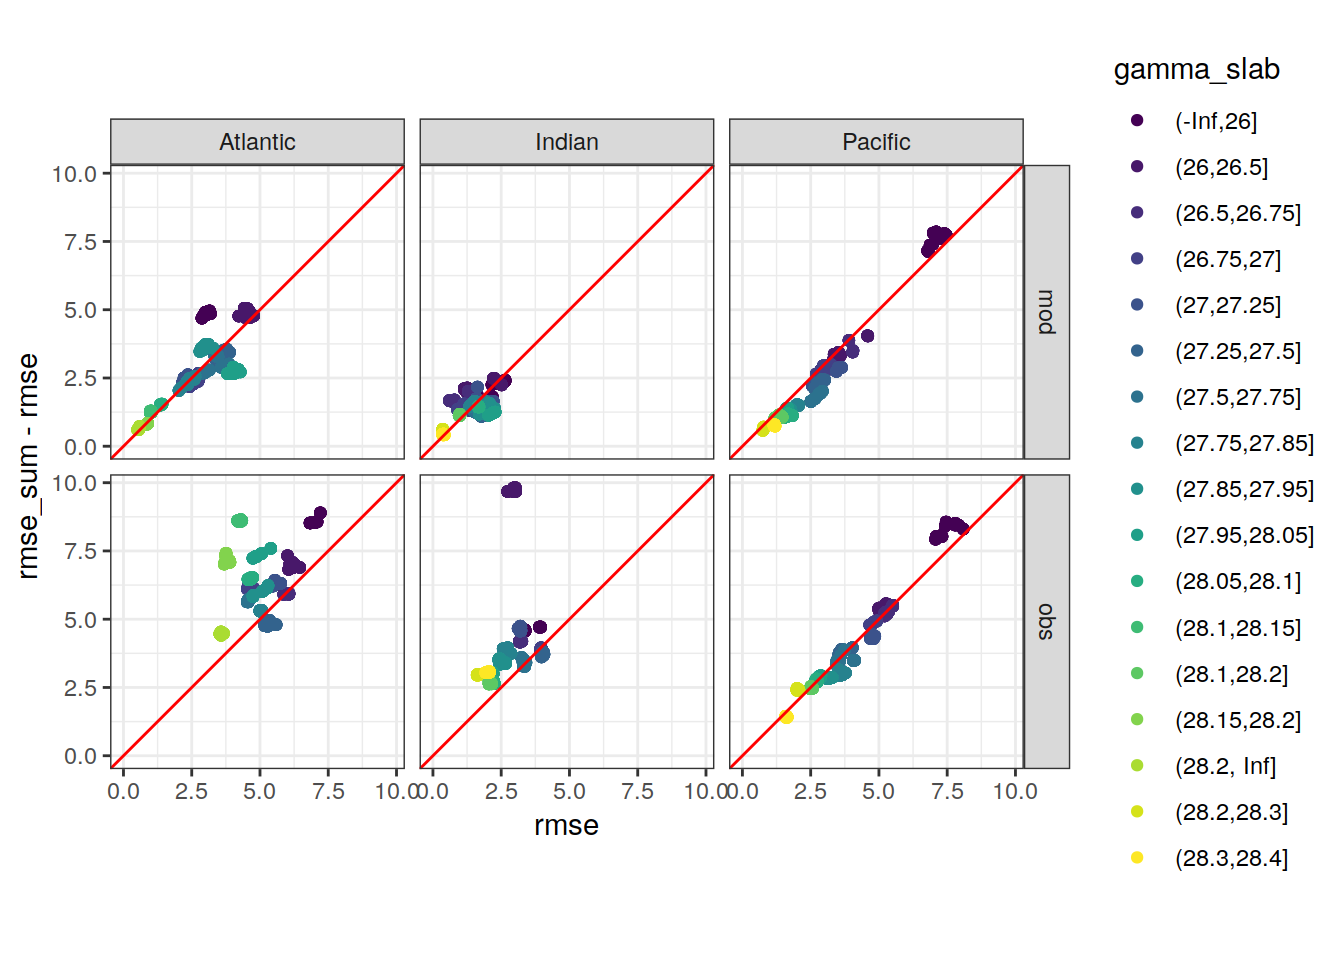 gamma_slab
(-Inf,26]
(26,26.5]
(26.5,26.75]
(26.75,27]
(27,27.25]
(27.25,27.5]
(27.5,27.75]
(27.75,27.85]
(27.85,27.95]
(27.95,28.05]
(28.05,28.1]
(28.1,28.15]
(28.1,28.2]
(28.15,28.2]
(28.2, Inf]
(28.2,28.3]
(28.3,28.4]
Atlantic Indian Pacific
10.0
7.5
5.0
2.5
0.0
mod
10.0
7.5
5.0
2.5
0.0
obs
rmse_sum - rmse
0.0 2.5 5.0 7.5 10.0 0.0 2.5 5.0 7.5 10.0 0.0 2.5 5.0 7.5 10.0
rmse